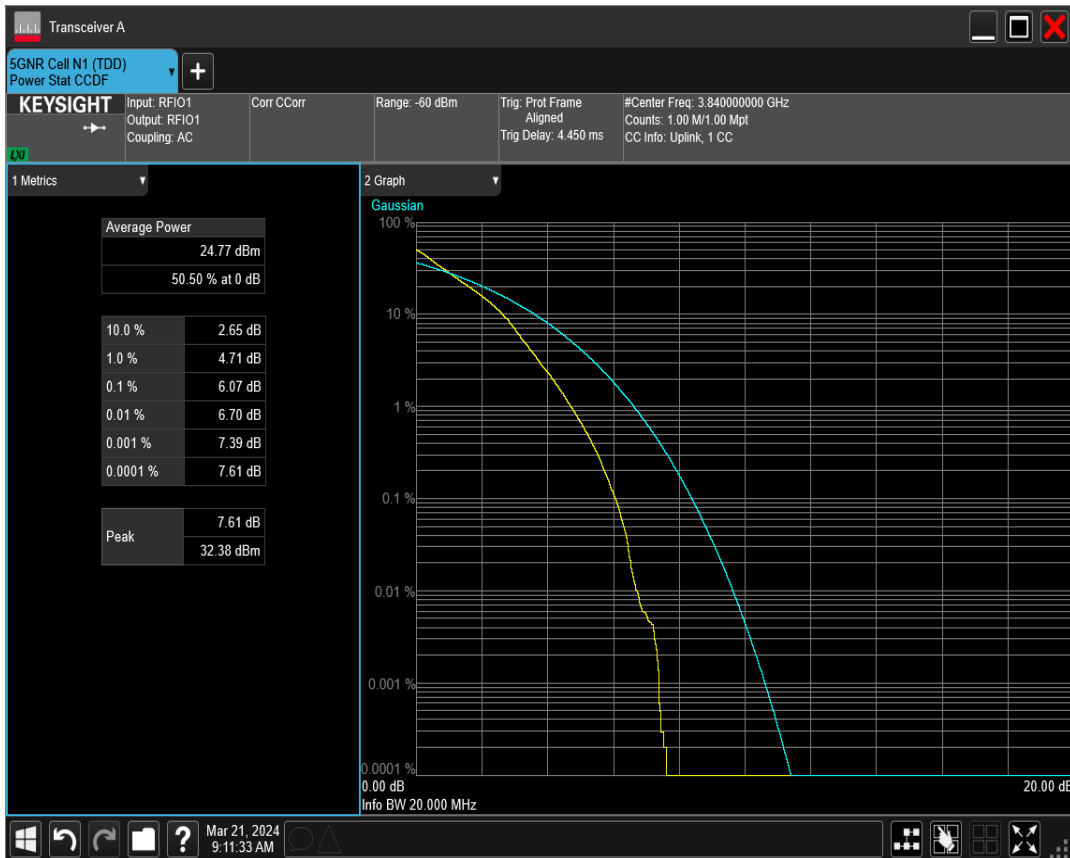 Transceiver A
5GNR Cell N1 (TDD)
Power Stat CCDF
KEYSIGHT
LXI
Input: RFIO1
Output: RFIO1
Coupling: AC
Corr CCorr
Range: -60 dBm
Trig: Prot Frame
Aligned
Trig Delay: 4.450 ms
#Center Freq: 3.840000000 GHz
Counts: 1.00 M/1.00 Mpt
CC Info: Uplink, 1 CC
1 Metrics
Average Power
24.77 dBm
50.50 % at 0 dB
10.0 % 2.65 dB
1.0 % 4.71 dB
0.1 % 6.07 dB
0.01 % 6.70 dB
0.001 % 7.39 dB
0.0001 % 7.61 dB
Peak
7.61 dB
32.38 dBm
2 Graph
Gaussian
100 %
10 %
1 %
0.1 %
0.01 %
0.001 %
0.0001 %
0.00 dB 20.00 dB
Info BW 20.000 MHz
Mar 21, 2024
9:11:33 AM